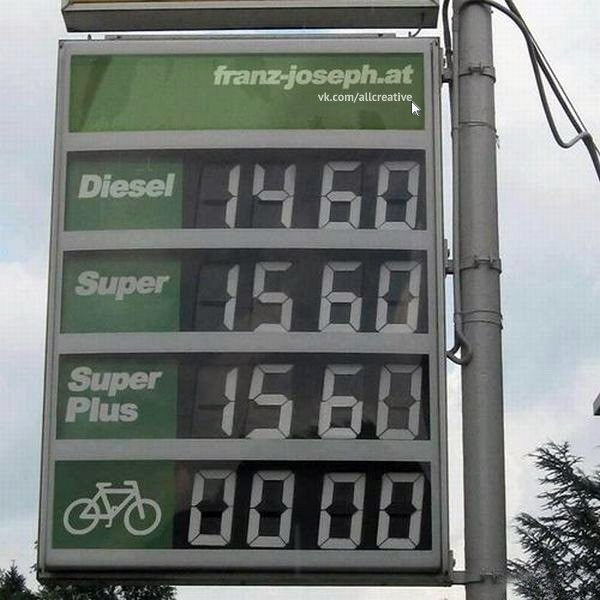 franz-joseph.at
vk.com/allcreative
Diesel 1460
Super 1560
Super
Plus 1560
0000